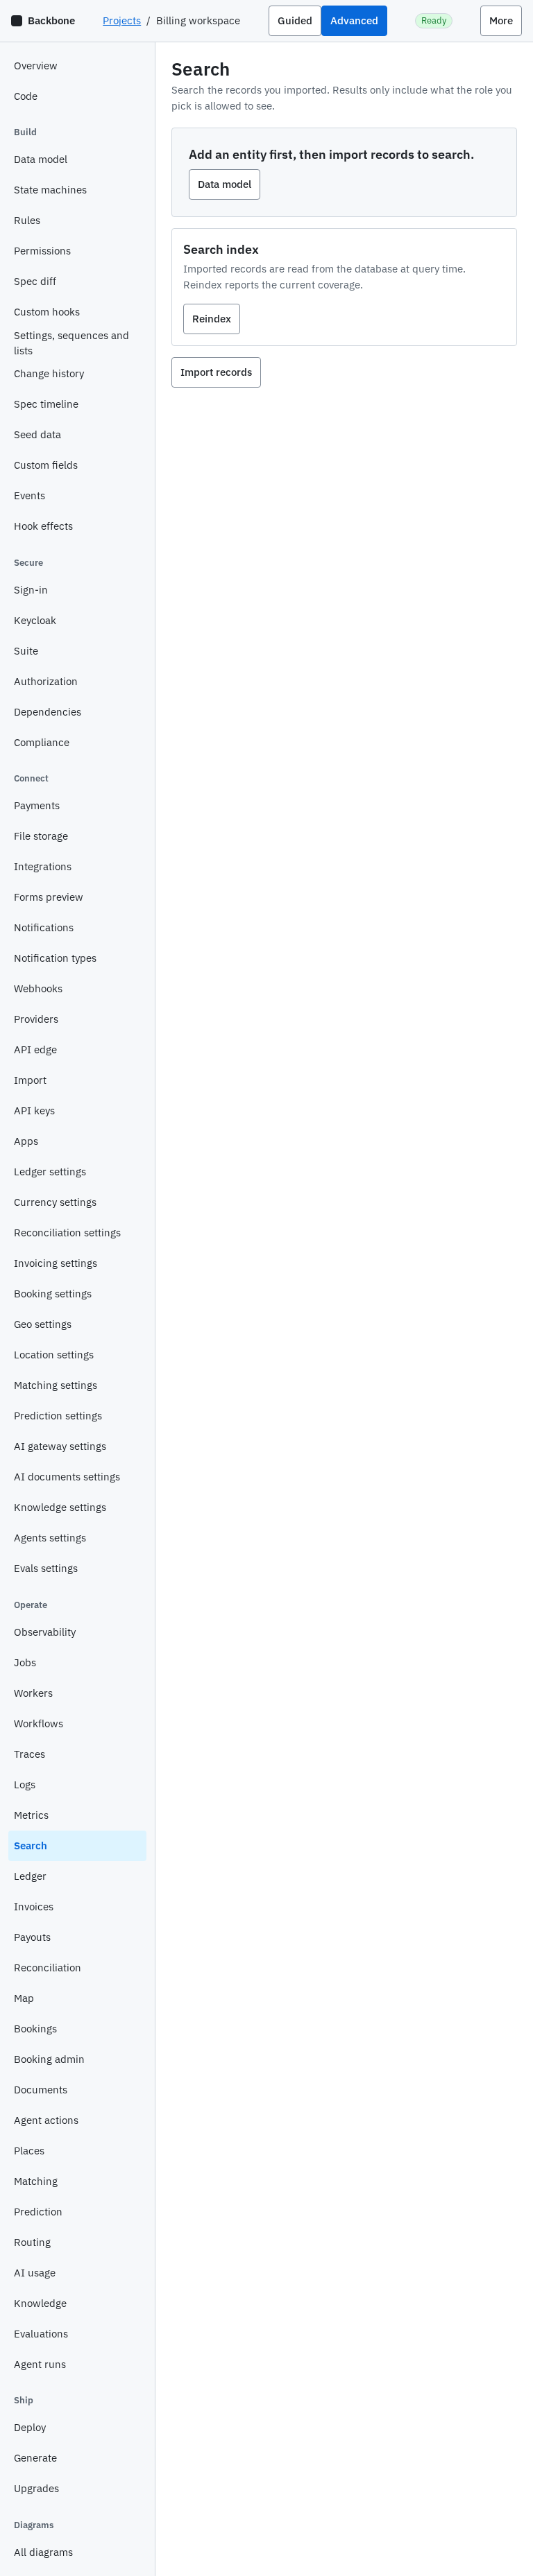 Backbone
Projects / Billing workspace
Guided
Advanced
Ready
More
Overview
Code
Build
Data model
State machines
Rules
Permissions
Spec diff
Custom hooks
Settings, sequences and
lists
Change history
Spec timeline
Seed data
Custom fields
Events
Hook effects
Secure
Sign-in
Keycloak
Suite
Authorization
Dependencies
Compliance
Connect
Payments
File storage
Integrations
Forms preview
Notifications
Notification types
Webhooks
Providers
API edge
Import
API keys
Apps
Ledger settings
Currency settings
Reconciliation settings
Invoicing settings
Booking settings
Geo settings
Location settings
Matching settings
Prediction settings
AI gateway settings
AI documents settings
Knowledge settings
Agents settings
Evals settings
Operate
Observability
Jobs
Workers
Workflows
Traces
Logs
Metrics
Search
Ledger
Invoices
Payouts
Reconciliation
Map
Bookings
Booking admin
Documents
Agent actions
Places
Matching
Prediction
Routing
AI usage
Knowledge
Evaluations
Agent runs
Ship
Deploy
Generate
Upgrades
Diagrams
All diagrams
Search
Search the records you imported. Results only include what the role you
pick is allowed to see.
Add an entity first, then import records to search.
Data model
Search index
Imported records are read from the database at query time.
Reindex reports the current coverage.
Reindex
Import records